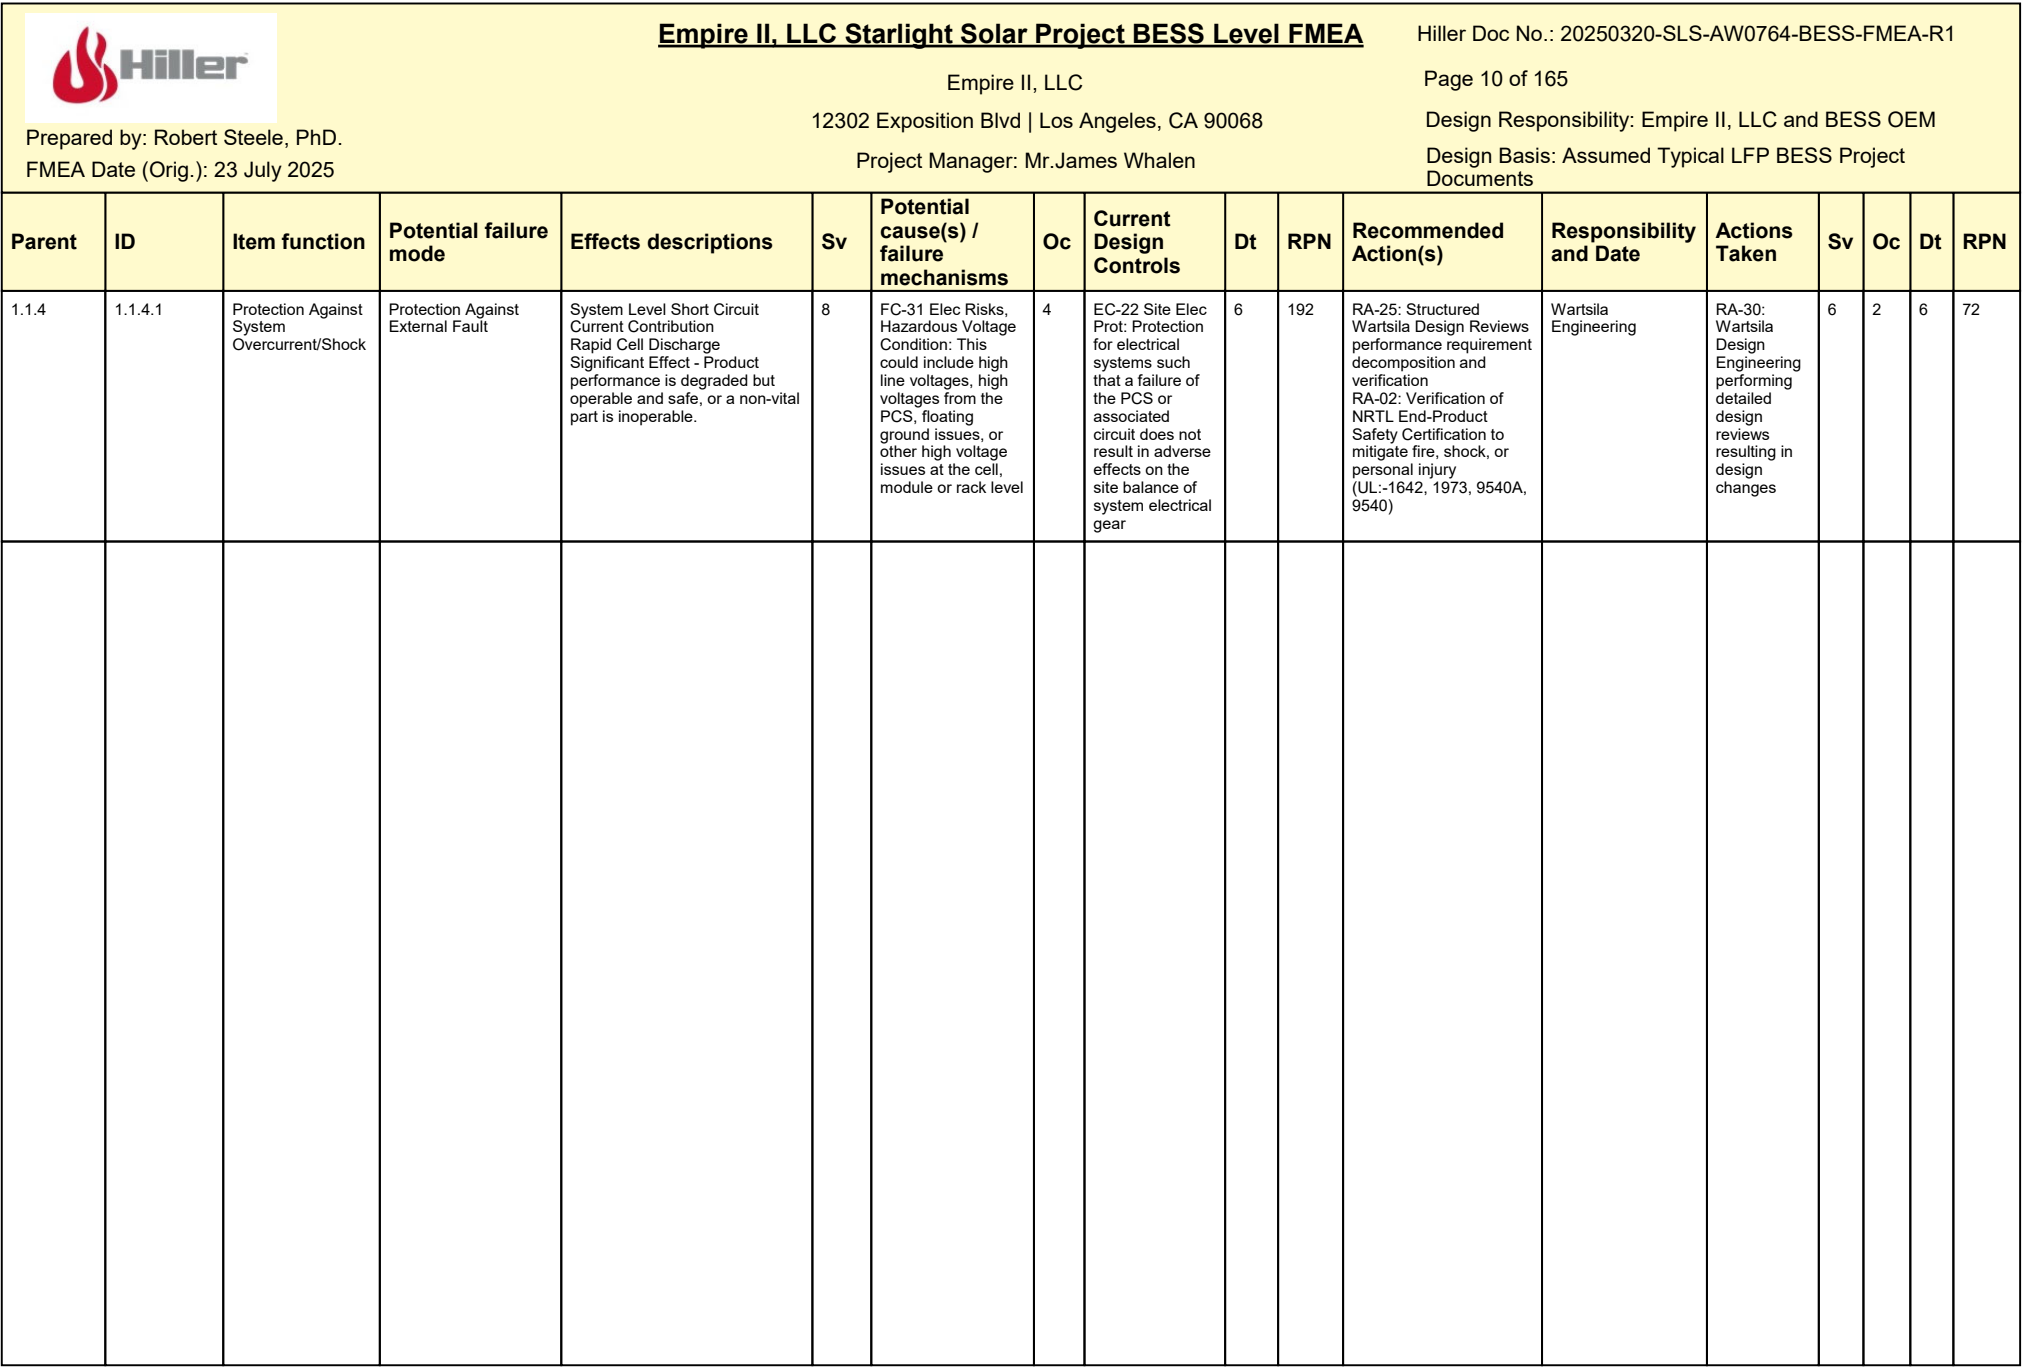 Hiller
Prepared by: Robert Steele, PhD.
FMEA Date (Orig.): 23 July 2025
Empire II, LLC Starlight Solar Project BESS Level FMEA
Empire II, LLC
12302 Exposition Blvd | Los Angeles, CA 90068
Project Manager: Mr.James Whalen
Hiller Doc No.: 20250320-SLS-AW0764-BESS-FMEA-R1
Page 10 of 165
Design Responsibility: Empire II, LLC and BESS OEM
Design Basis: Assumed Typical LFP BESS Project
Documents
Parent
ID
Item function
Potential failure
mode
Effects descriptions
Sv
Potential
cause(s) /
failure
mechanisms
Oc
Current
Design
Controls
Dt
RPN
Recommended
Action(s)
Responsibility
and Date
Actions
Taken
Sv
Oc
Dt
RPN
1.1.4
1.1.4.1
Protection Against
System
Overcurrent/Shock
Protection Against
External Fault
System Level Short Circuit
Current Contribution
Rapid Cell Discharge
Significant Effect - Product
performance is degraded but
operable and safe, or a non-vital
part is inoperable.
8
FC-31 Elec Risks,
Hazardous Voltage
Condition: This
could include high
line voltages, high
voltages from the
PCS, floating
ground issues, or
other high voltage
issues at the cell,
module or rack level
4
EC-22 Site Elec
Prot: Protection
for electrical
systems such
that a failure of
the PCS or
associated
circuit does not
result in adverse
effects on the
site balance of
system electrical
gear
6
192
RA-25: Structured
Wartsila Design Reviews
performance requirement
decomposition and
verification
RA-02: Verification of
NRTL End-Product
Safety Certification to
mitigate fire, shock, or
personal injury
(UL:-1642, 1973, 9540A,
9540)
Wartsila
Engineering
RA-30:
Wartsila
Design
Engineering
performing
detailed
design
reviews
resulting in
design
changes
6
2
6
72